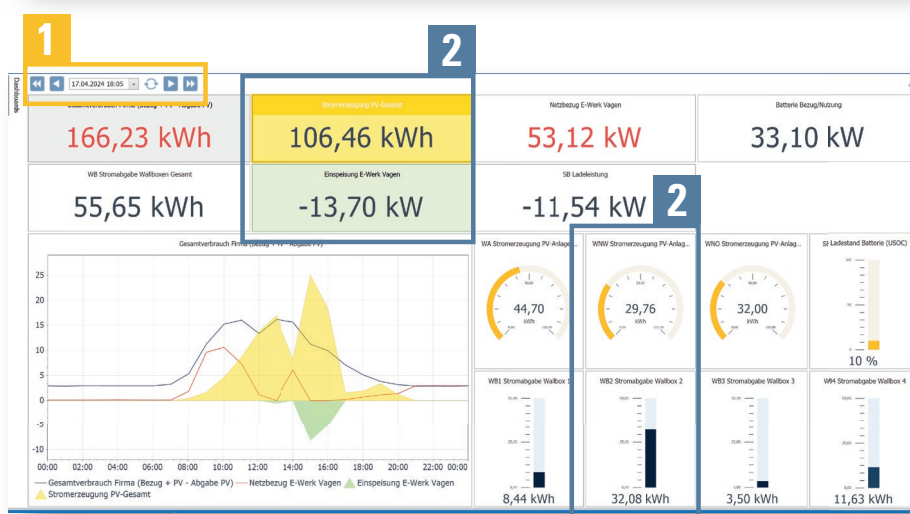 1
2
Dashboards
17.04.2024 18:05
Gesamtverbrauch Firma (Bezug + PV - Abgabe PV)
166,23 kWh
Stromerzeugung PV-Gesamt
106,46 kWh
Netzbezug E-Werk Vagen
53,12 kW
Batterie Bezug/Nutzung
33,10 kW
WB Stromabgabe Wallboxen Gesamt
55,65 kWh
Einspeisung E-Werk Vagen
-13,70 kW
SB Ladeleistung
-11,54 kW
2
Gesamtverbrauch Firma (Bezug + PV - Abgabe PV)
25
20
15
10
5
0
-5
-10
00:00 02:00 04:00 06:00 08:00 10:00 12:00 14:00 16:00 18:00 20:00 22:00 00:00
Gesamtverbrauch Firma (Bezug + PV - Abgabe PV) Netzbezug E-Werk Vagen Einspeisung E-Werk Vagen
Stromerzeugung PV-Gesamt
WA Stromerzeugung PV-Anlage...
44,70
kWh
WNW Stromerzeugung PV-Anlag...
29,76
kWh
WNO Stromerzeugung PV-Anlag...
32,00
kWh
Ladestand Batterie (USOC)
10 %
WB1 Stromabgabe Wallbox 1
8,44 kWh
WB2 Stromabgabe Wallbox 2
32,08 kWh
WB3 Stromabgabe Wallbox 3
3,50 kWh
Stromabgabe Wallbox 4
11,63 kWh